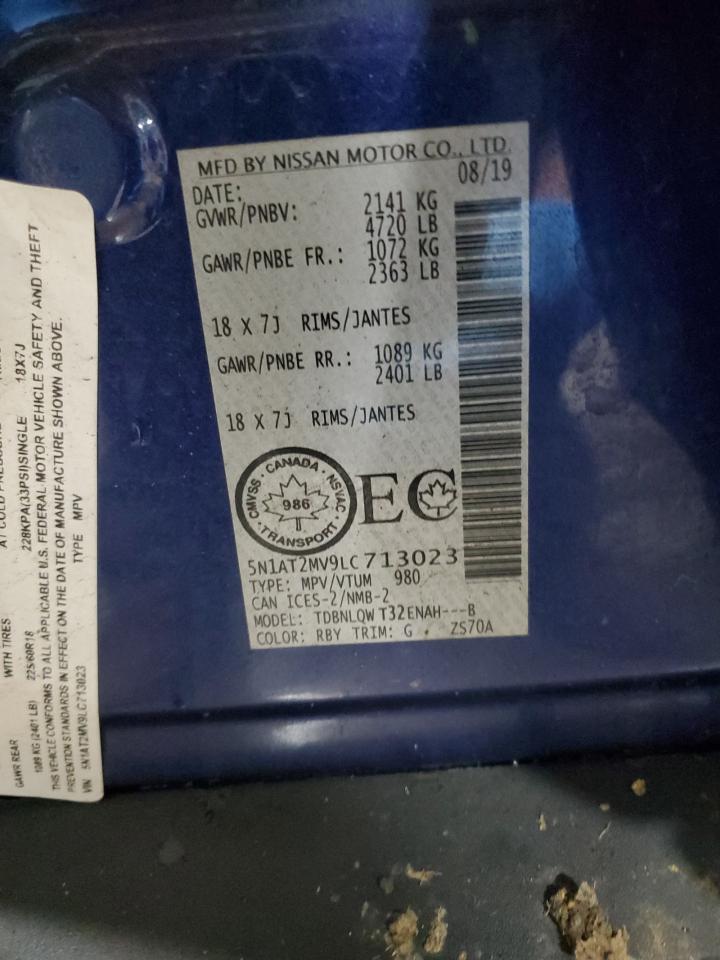 MFD BY NISSAN MOTOR CO., LTD.
DATE: 08/19
GVWR/PNBV: 2141 KG
4720 LB
GAWR/PNBE FR.: 1072 KG
2363 LB
18 X 7J RIMS/JANTES
GAWR/PNBE RR.: 1089 KG
2401 LB
18 X 7J RIMS/JANTES
CMVSS · CANADA · NSVAC · TRANSPORT ·
986
EC
5N1AT2MV9LC713023
TYPE: MPV/VTUM 980
CAN ICES-2/NMB-2
MODEL: TDBNLQW T32ENAH---B
COLOR: RBY TRIM: G ZS70A
WITH TIRES
225/60R18
228KPA(33PSI)SINGLE
18X7J
GAWR REAR
1089 KG (2401 LB)
THIS VEHICLE CONFORMS TO ALL APPLICABLE U.S. FEDERAL MOTOR VEHICLE SAFETY AND THEFT
PREVENTION STANDARDS IN EFFECT ON THE DATE OF MANUFACTURE SHOWN ABOVE.
VIN 5N1AT2MV9LC713023 TYPE MPV